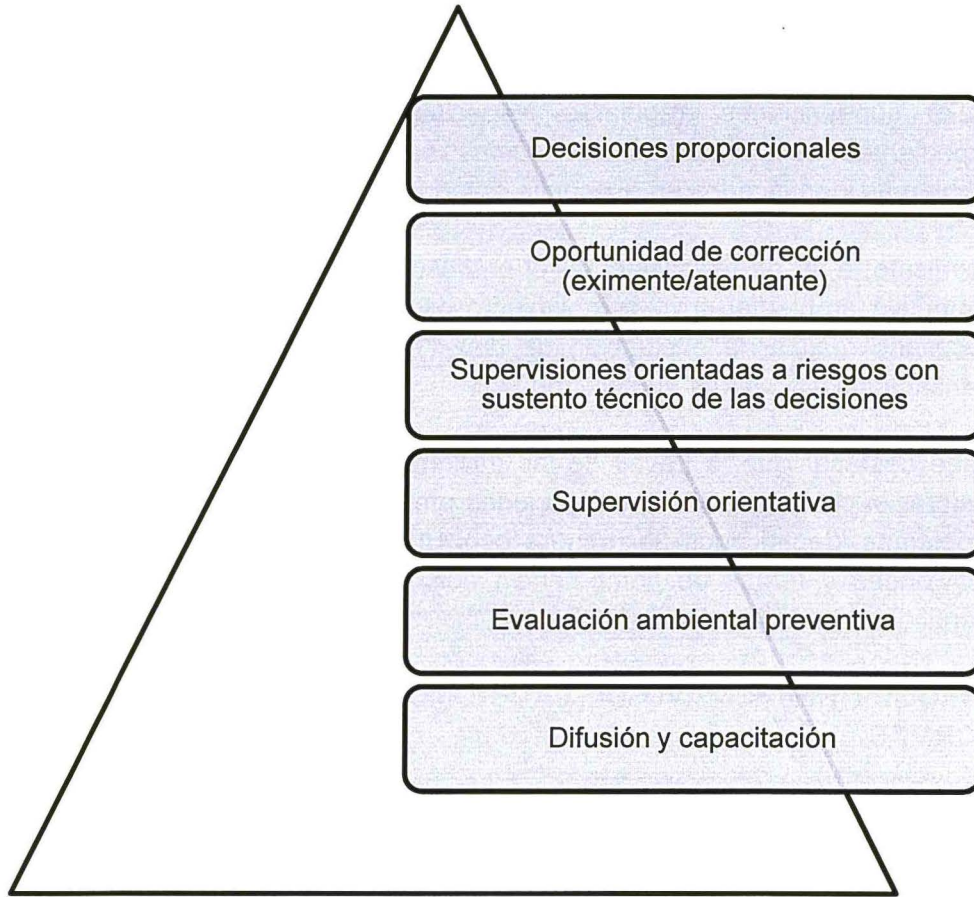 Decisiones proporcionales
Oportunidad de corrección
(eximente/atenuante)
Supervisiones orientadas a riesgos con
sustento técnico de las decisiones
Supervisión orientativa
Evaluación ambiental preventiva
Difusión y capacitación